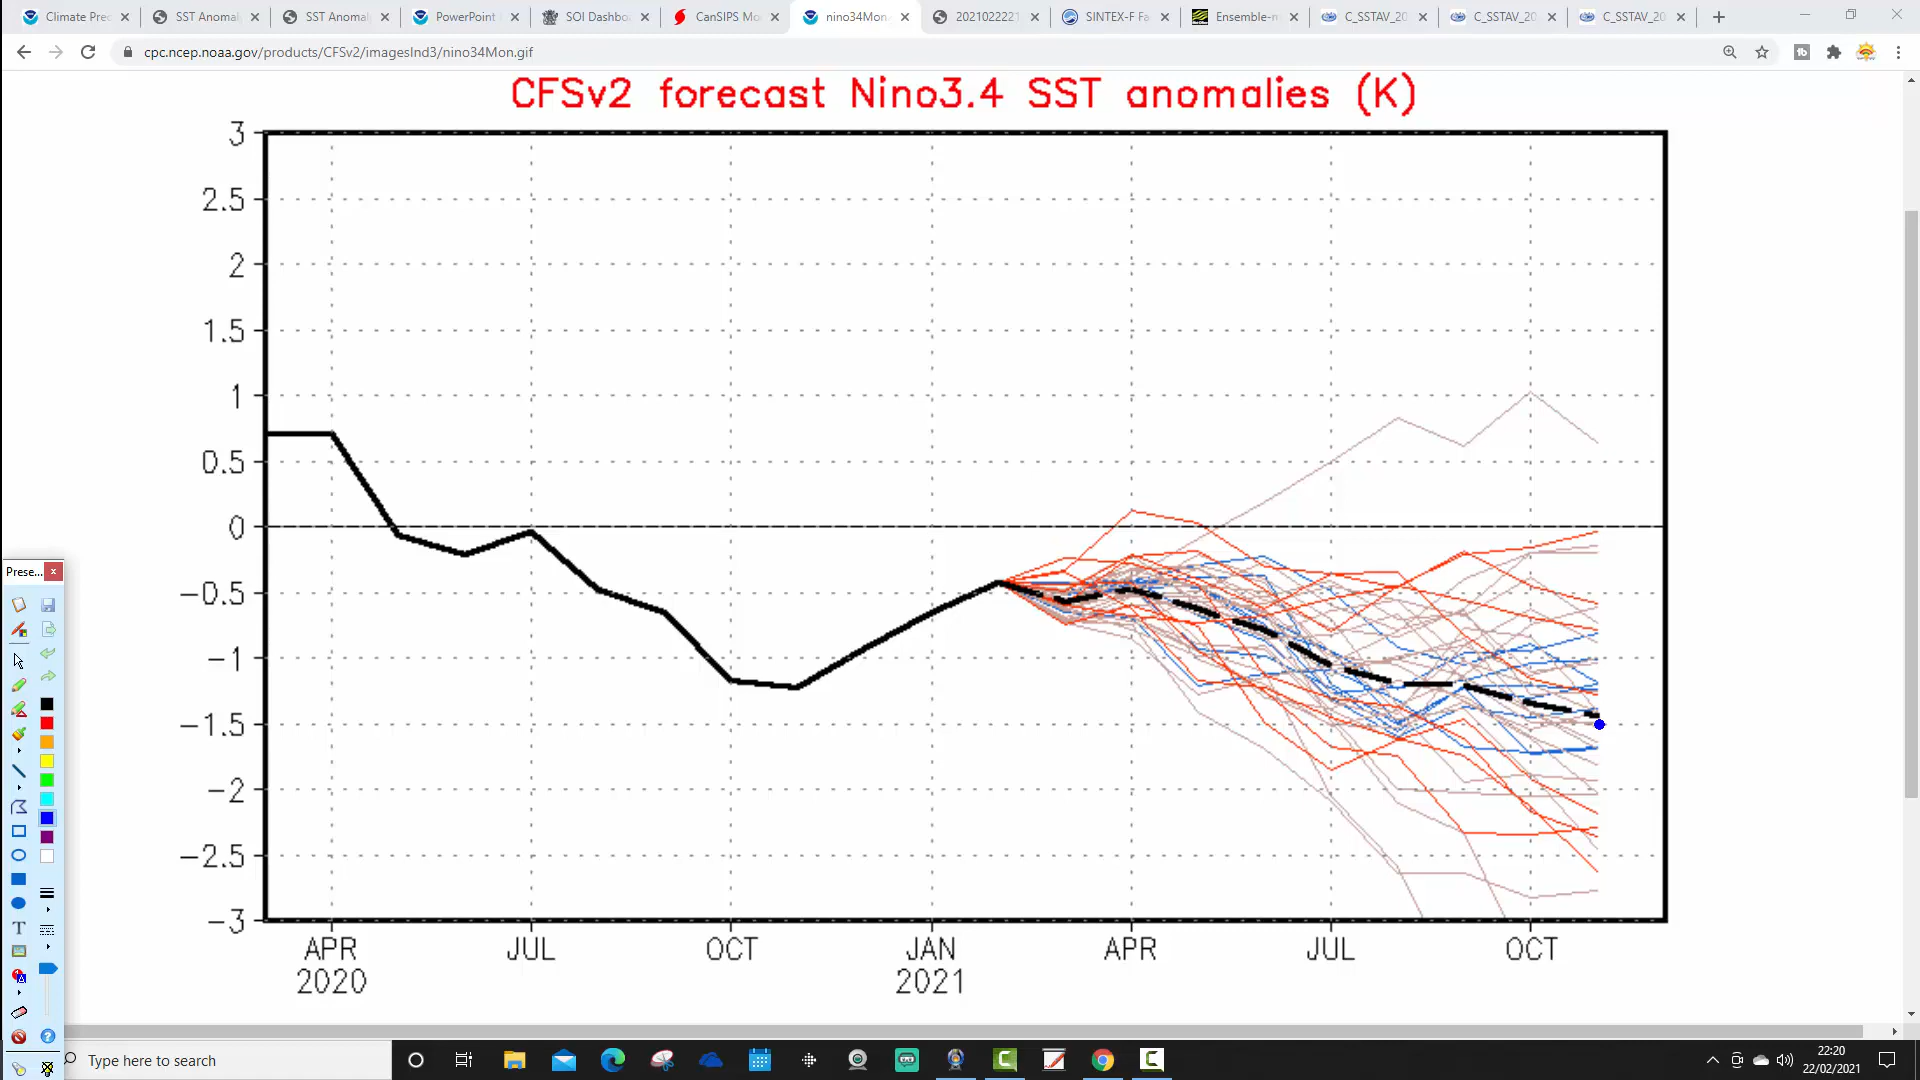 Climate Prec
SST Anomal
SST Anomal
PowerPoint
SOI Dashbo
CanSIPS Mo
nino34Mon
2021022221
SINTEX-F Fa
Ensemble-m
C_SSTAV_20
C_SSTAV_20
C_SSTAV_20
cpc.ncep.noaa.gov/products/CFSv2/imagesInd3/nino34Mon.gif
CFSv2 forecast Nino3.4 SST anomalies (K)
3
2.5
2
1.5
1
0.5
0
−0.5
−1
−1.5
−2
−2.5
−3
APR JUL OCT JAN APR JUL OCT
2020 2021
Prese...
Type here to search
22:20
22/02/2021